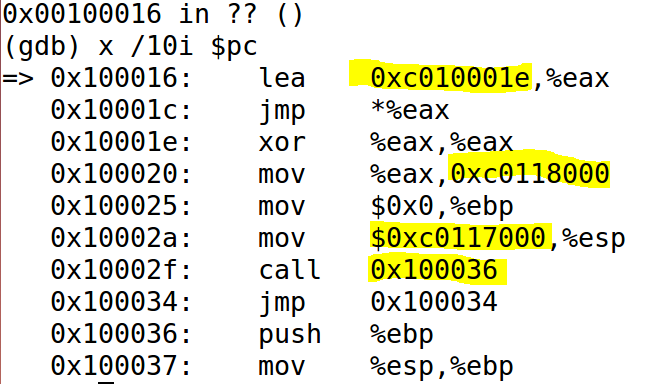 0x00100016 in ?? ()
(gdb) x /10i $pc
=> 0x100016: lea 0xc010001e,%eax
0x10001c: jmp *%eax
0x10001e: xor %eax,%eax
0x100020: mov %eax,0xc0118000
0x100025: mov $0x0,%ebp
0x10002a: mov $0xc0117000,%esp
0x10002f: call 0x100036
0x100034: jmp 0x100034
0x100036: push %ebp
0x100037: mov %esp,%ebp